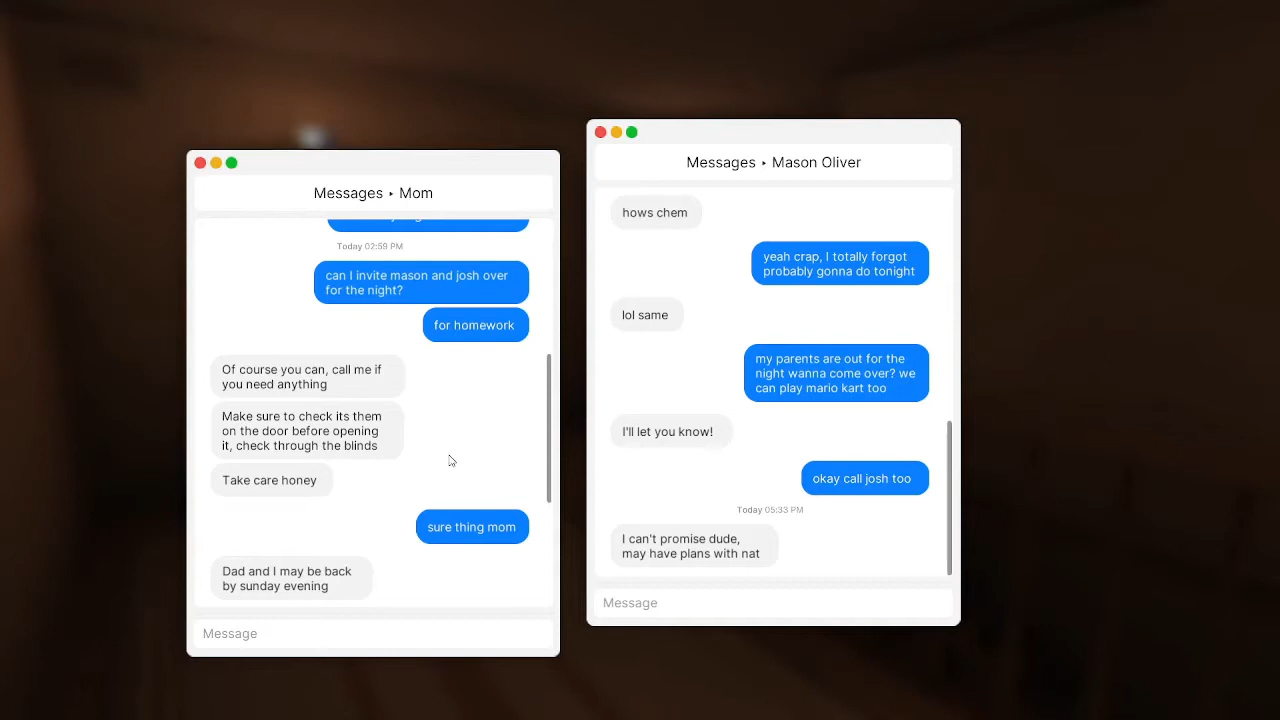 Messages ‣ Mom
Today 02:59 PM
can I invite mason and josh over
for the night?
for homework
Of course you can, call me if
you need anything
Make sure to check its them
on the door before opening
it, check through the blinds
Take care honey
sure thing mom
Dad and I may be back
by sunday evening
Message
Messages ‣ Mason Oliver
hows chem
yeah crap, I totally forgot
probably gonna do tonight
lol same
my parents are out for the
night wanna come over? we
can play mario kart too
I'll let you know!
okay call josh too
Today 05:33 PM
I can't promise dude,
may have plans with nat
Message